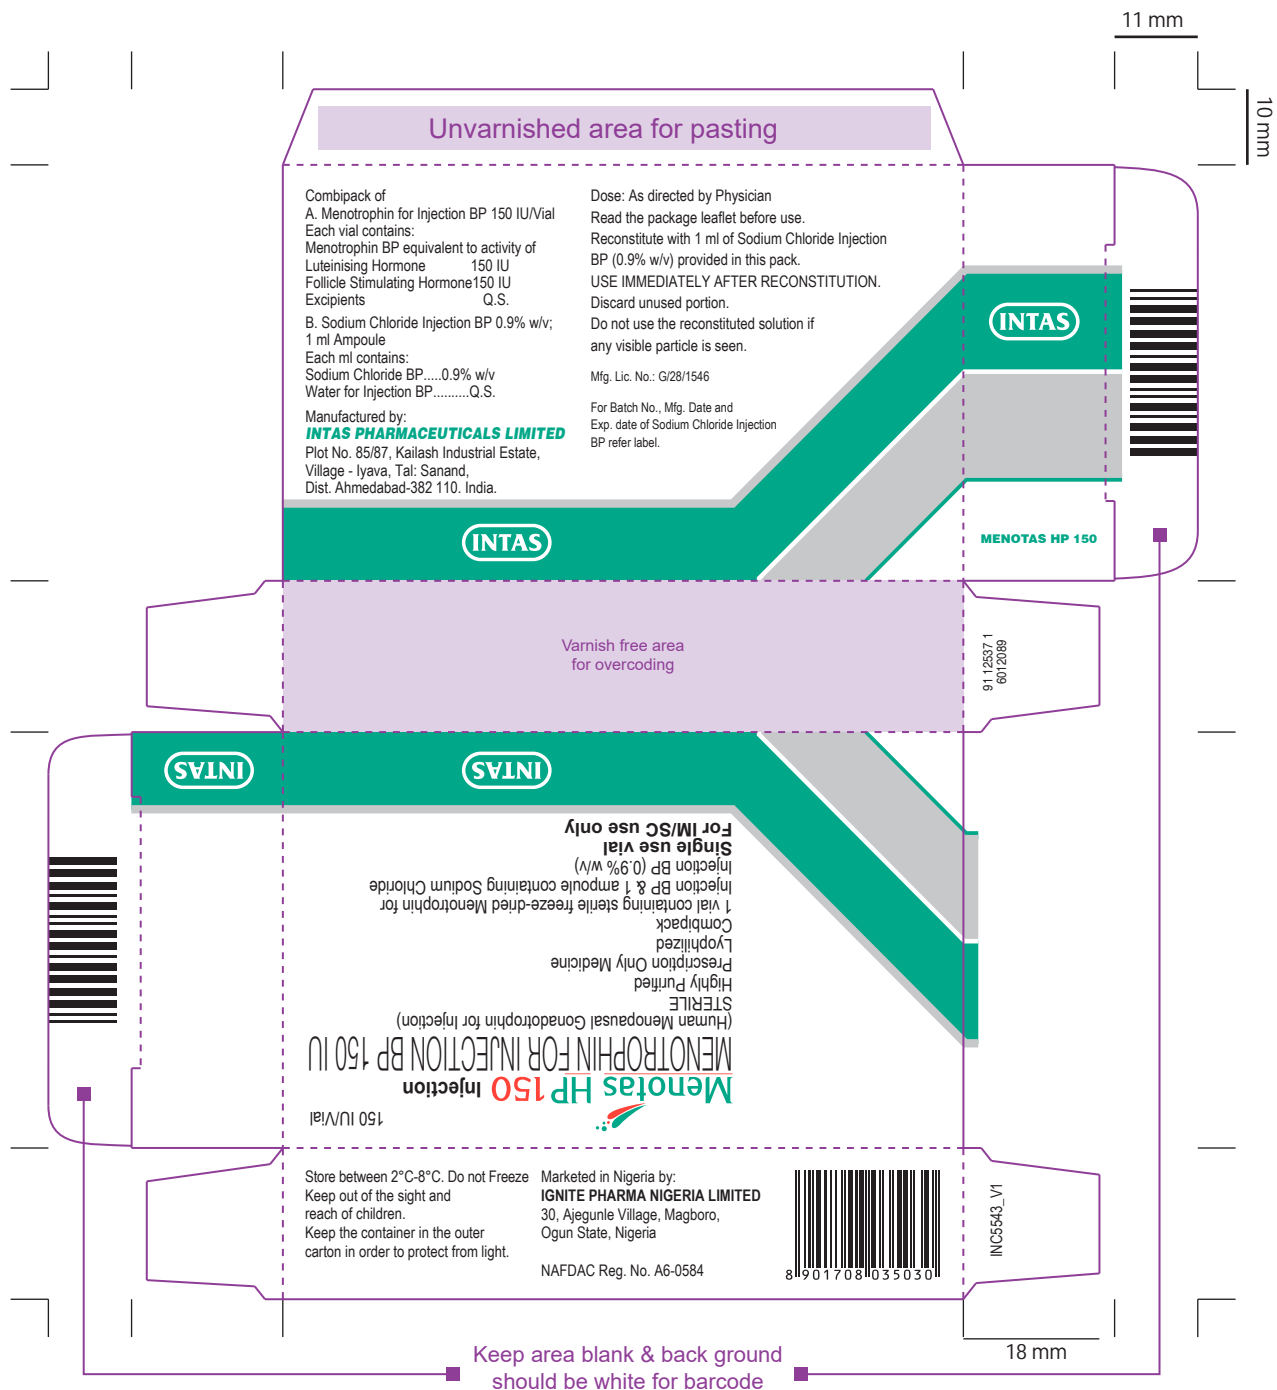 11 mm
10 mm
Unvarnished area for pasting
Combipack of
A. Menotrophin for Injection BP 150 IU/Vial
Each vial contains:
Menotrophin BP equivalent to activity of
Luteinising Hormone 150 IU
Follicle Stimulating Hormone150 IU
Excipients Q.S.
B. Sodium Chloride Injection BP 0.9% w/v;
1 ml Ampoule
Each ml contains:
Sodium Chloride BP.....0.9% w/v
Water for Injection BP..........Q.S.
Manufactured by:
INTAS PHARMACEUTICALS LIMITED
Plot No. 85/87, Kailash Industrial Estate,
Village - Iyava, Tal: Sanand,
Dist. Ahmedabad-382 110. India.
Dose: As directed by Physician
Read the package leaflet before use.
Reconstitute with 1 ml of Sodium Chloride Injection
BP (0.9% w/v) provided in this pack.
USE IMMEDIATELY AFTER RECONSTITUTION.
Discard unused portion.
Do not use the reconstituted solution if
any visible particle is seen.
Mfg. Lic. No.: G/28/1546
For Batch No., Mfg. Date and
Exp. date of Sodium Chloride Injection
BP refer label.
INTAS
INTAS
MENOTAS HP 150
Varnish free area
for overcoding
91 12537 1
6012089
INTAS
INTAS
150 IU/Vial
Menotas HP 150 Injection
MENOTROPHIN FOR INJECTION BP 150 IU
(Human Menopausal Gonadotrophin for Injection)
STERILE
Highly Purified
Prescription Only Medicine
Lyophilized
Combipack
1 vial containing sterile freeze-dried Menotrophin for
Injection BP & 1 ampoule containing Sodium Chloride
Injection BP (0.9% w/v)
Single use vial
For IM/SC use only
Store between 2°C-8°C. Do not Freeze
Keep out of the sight and
reach of children.
Keep the container in the outer
carton in order to protect from light.
Marketed in Nigeria by:
IGNITE PHARMA NIGERIA LIMITED
30, Ajegunle Village, Magboro,
Ogun State, Nigeria
NAFDAC Reg. No. A6-0584
8 901708 035030
INC5543_V1
18 mm
Keep area blank & back ground
should be white for barcode